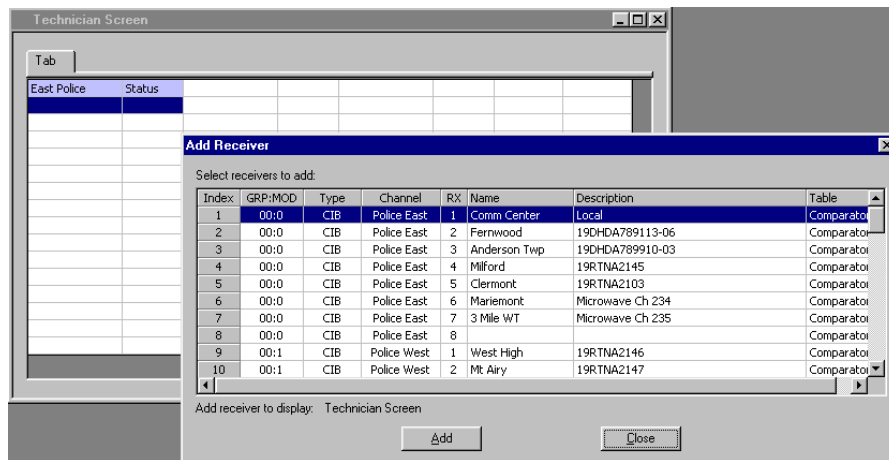 Technician Screen
Tab
East Police Status
Add Receiver
Select receivers to add:
Index GRP:MOD Type Channel RX Name Description Table
1 00:0 CIB Police East 1 Comm Center Local Comparator
2 00:0 CIB Police East 2 Fernwood 19DHDA789113-06 Comparator
3 00:0 CIB Police East 3 Anderson Twp 19DHDA789910-03 Comparator
4 00:0 CIB Police East 4 Milford 19RTNA2145 Comparator
5 00:0 CIB Police East 5 Clermont 19RTNA2103 Comparator
6 00:0 CIB Police East 6 Mariemont Microwave Ch 234 Comparator
7 00:0 CIB Police East 7 3 Mile WT Microwave Ch 235 Comparator
8 00:0 CIB Police East 8 Comparator
9 00:1 CIB Police West 1 West High 19RTNA2146 Comparator
10 00:1 CIB Police West 2 Mt Airy 19RTNA2147 Comparator
Add receiver to display: Technician Screen
Add Close